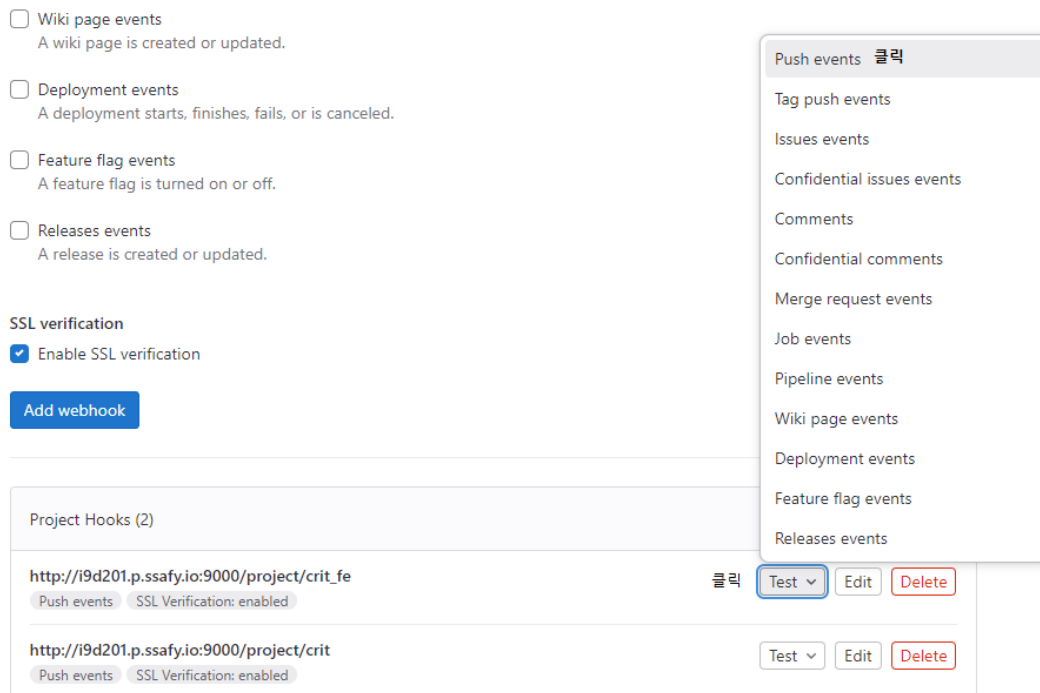 Wiki page events
A wiki page is created or updated.
Deployment events
A deployment starts, finishes, fails, or is canceled.
Feature flag events
A feature flag is turned on or off.
Releases events
A release is created or updated.
SSL verification
Enable SSL verification
Add webhook
Push events 클릭
Tag push events
Issues events
Confidential issues events
Comments
Confidential comments
Merge request events
Job events
Pipeline events
Wiki page events
Deployment events
Feature flag events
Releases events
Project Hooks (2)
http://i9d201.p.ssafy.io:9000/project/crit_fe
Push events SSL Verification: enabled
클릭 Test Edit Delete
http://i9d201.p.ssafy.io:9000/project/crit
Push events SSL Verification: enabled
Test Edit Delete